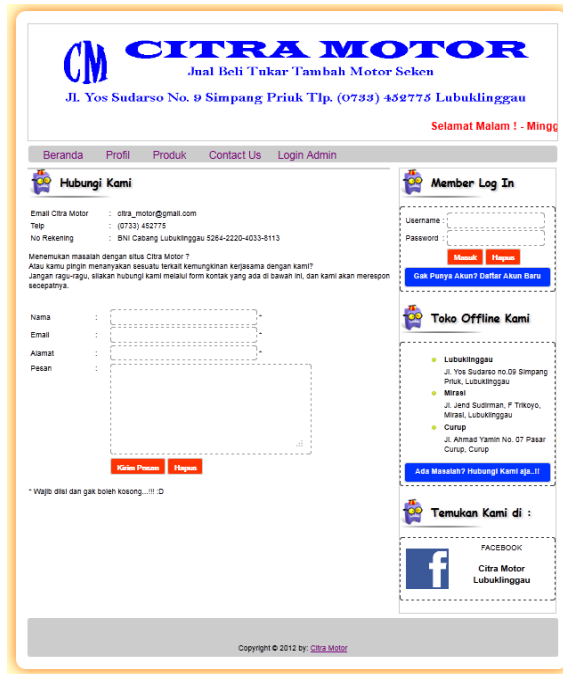 CM CITRA MOTOR
Jual Beli Tukar Tambah Motor Seken
Jl. Yos Sudarso No. 9 Simpang Priuk Tlp. (0733) 452775 Lubuklinggau
Selamat Malam ! - Mingg
Beranda Profil Produk Contact Us Login Admin
Hubungi Kami
Email Citra Motor : citra_motor@gmail.com
Telp : (0733) 452775
No Rekening : BNI Cabang Lubuklinggau 5264-2220-4033-8113
Menemukan masalah dengan situs Citra Motor ?
Atau kamu pingin menanyakan sesuatu terkait kemungkinan kerjasama dengan kami?
Jangan ragu-ragu, silakan hubungi kami melalui form kontak yang ada di bawah ini, dan kami akan merespon
secepatnya.
Nama : *
Email : *
Alamat : *
Pesan :
Kirim Pesan Hapus
* Wajib diisi dan gak boleh kosong...!!! :D
Member Log In
Username :
Password :
Masuk Hapus
Gak Punya Akun? Daftar Akun Baru
Toko Offline Kami
Lubuklinggau
Jl. Yos Sudarso no.09 Simpang
Priuk, Lubuklinggau
Mirasi
Jl. Jend Sudirman, P Trikoyo,
Mirasi, Lubuklinggau
Curup
Jl. Ahmad Yamin No. 07 Pasar
Curup, Curup
Ada Masalah? Hubungi Kami aja..!!
Temukan Kami di :
f
FACEBOOK
Citra Motor
Lubuklinggau
Copyright © 2012 by: Citra Motor